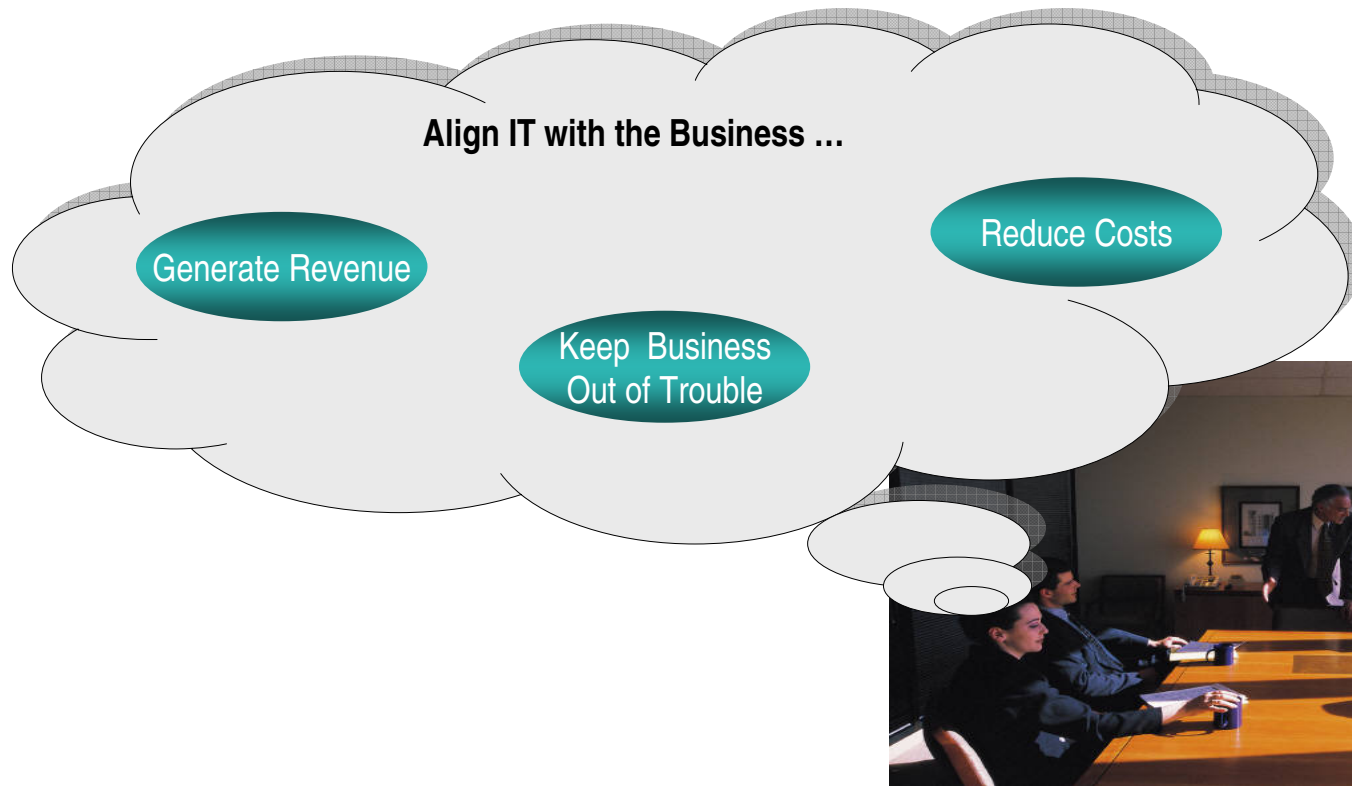 Align IT with the Business …
Generate Revenue
Reduce Costs
Keep Business
Out of Trouble